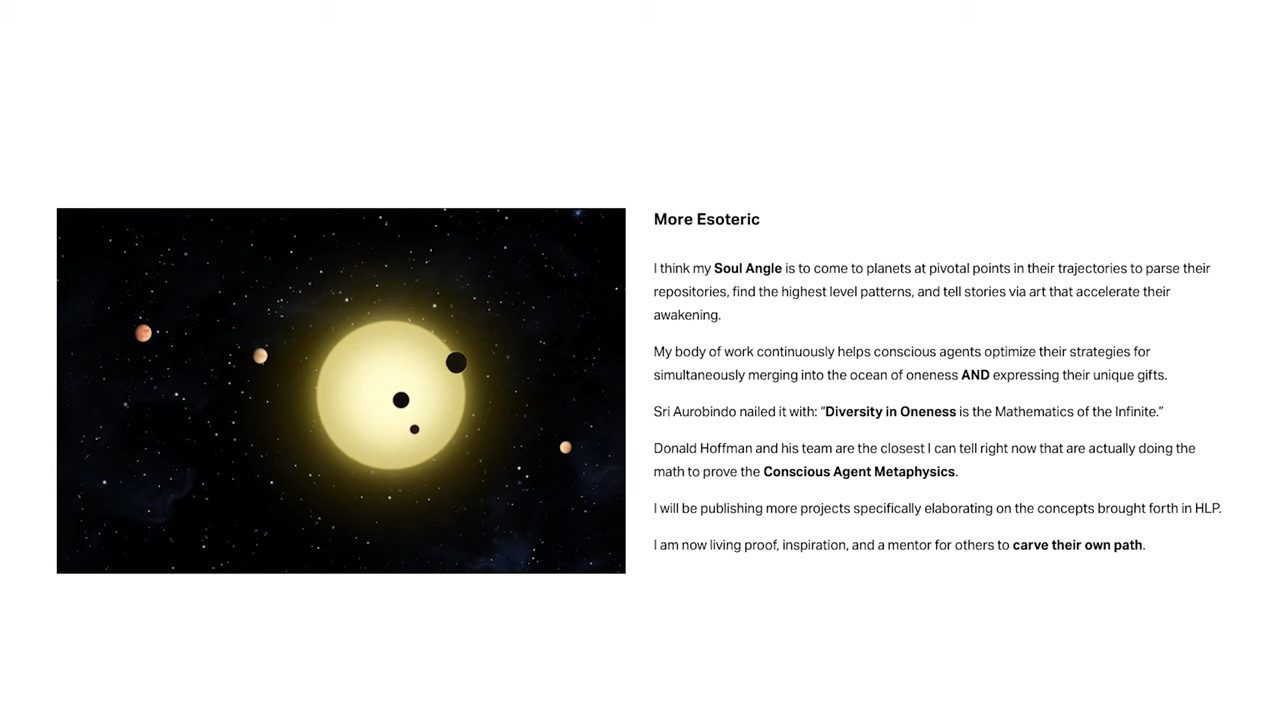 More Esoteric
I think my Soul Angle is to come to planets at pivotal points in their trajectories to parse their
repositories, find the highest level patterns, and tell stories via art that accelerate their
awakening.
My body of work continuously helps conscious agents optimize their strategies for
simultaneously merging into the ocean of oneness AND expressing their unique gifts.
Sri Aurobindo nailed it with: “Diversity in Oneness is the Mathematics of the Infinite.”
Donald Hoffman and his team are the closest I can tell right now that are actually doing the
math to prove the Conscious Agent Metaphysics.
I will be publishing more projects specifically elaborating on the concepts brought forth in HLP.
I am now living proof, inspiration, and a mentor for others to carve their own path.